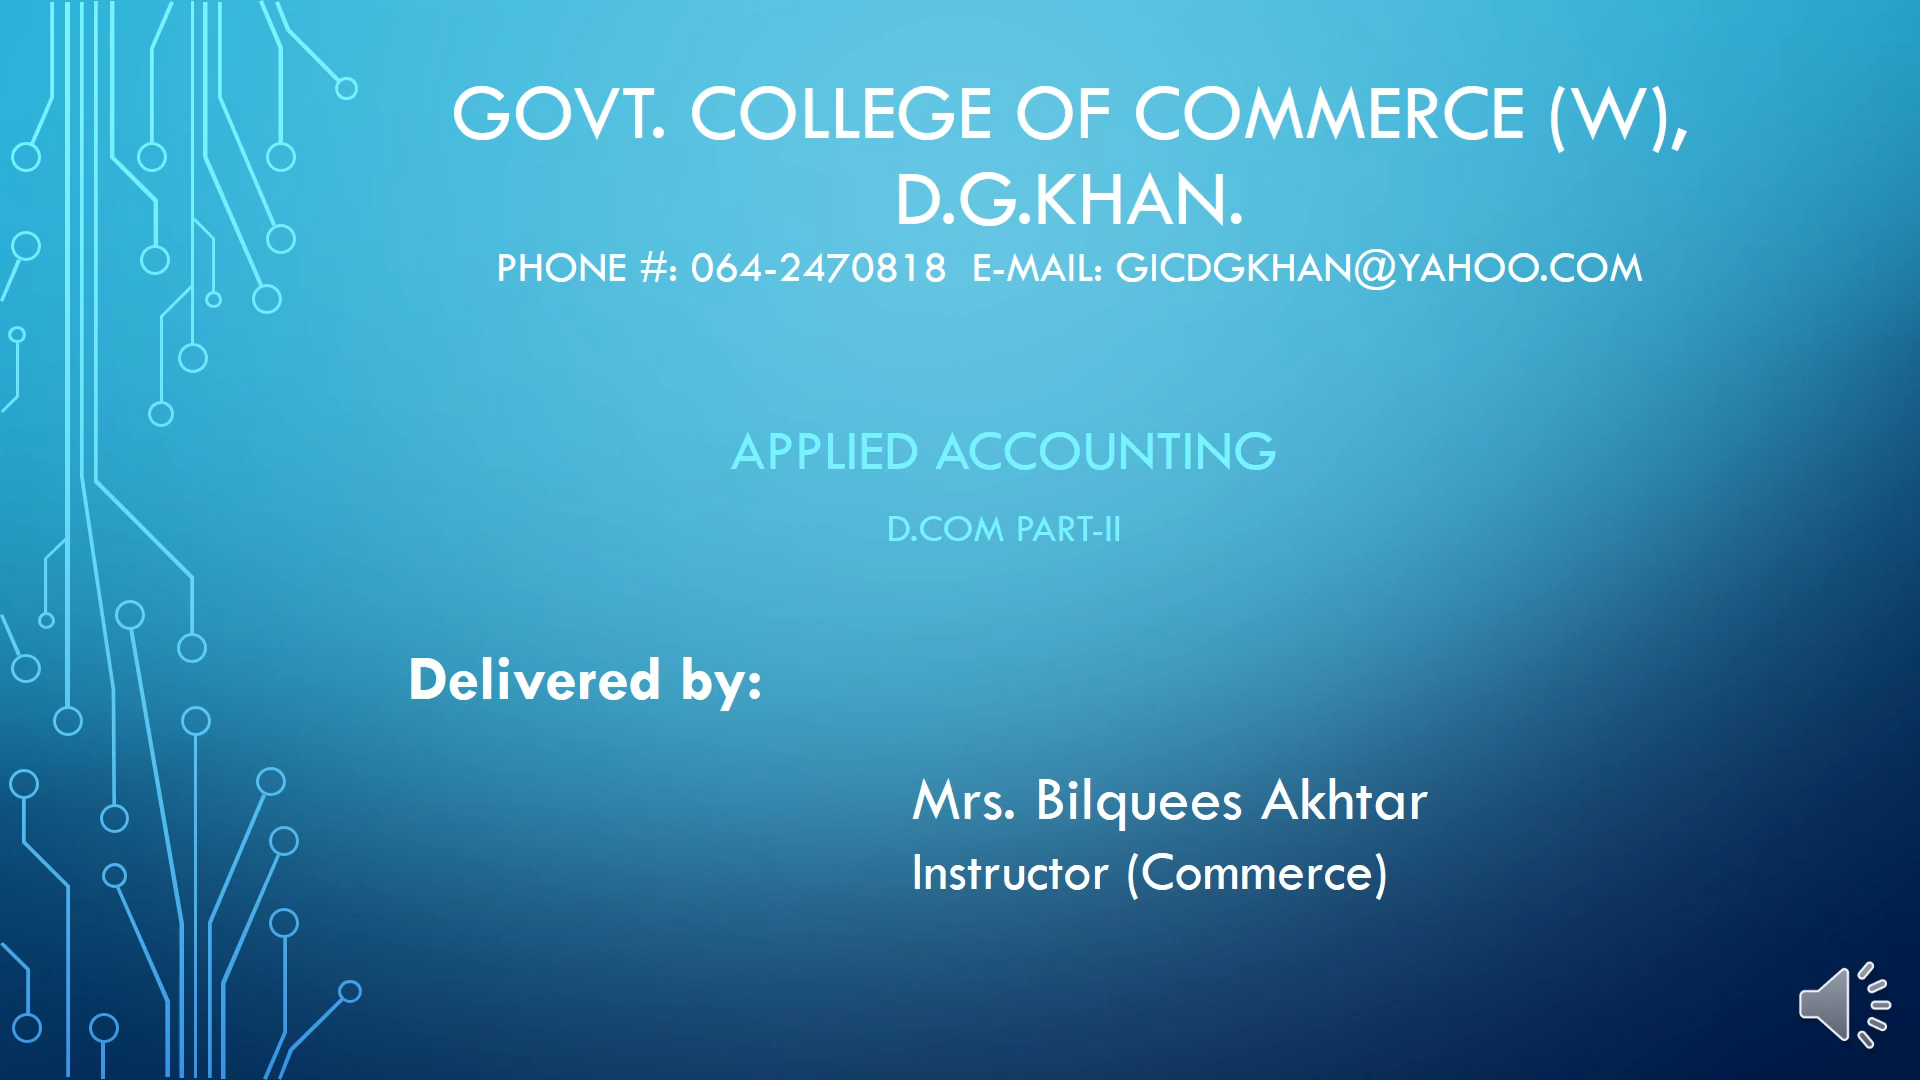 GOVT. COLLEGE OF COMMERCE (W),
D.G.KHAN.
PHONE #: 064-2470818 E-MAIL: GICDGKHAN@YAHOO.COM
APPLIED ACCOUNTING
D.COM PART-II
Delivered by:
Mrs. Bilquees Akhtar
Instructor (Commerce)